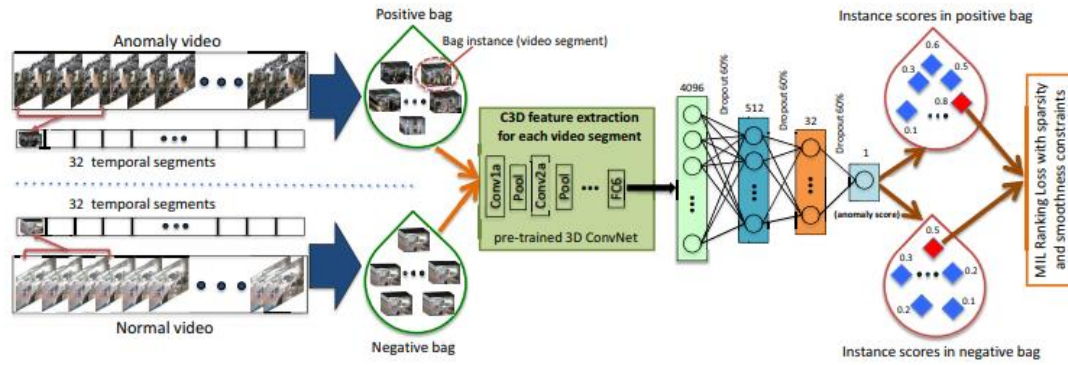 Anomaly video
32 temporal segments
32 temporal segments
Normal video
Positive bag
Bag instance (video segment)
Negative bag
C3D feature extraction
for each video segment
Conv1a
Pool
Conv2a
Pool
FC6
pre-trained 3D ConvNet
4096
Dropout 60%
512
Dropout 60%
32
Dropout 60%
1
(anomaly score)
Instance scores in positive bag
0.6
0.3
0.5
0.8
0.1
0.5
0.3
0.2
0.2
0.1
Instance scores in negative bag
MIL Ranking Loss with sparsity
and smoothness constraints